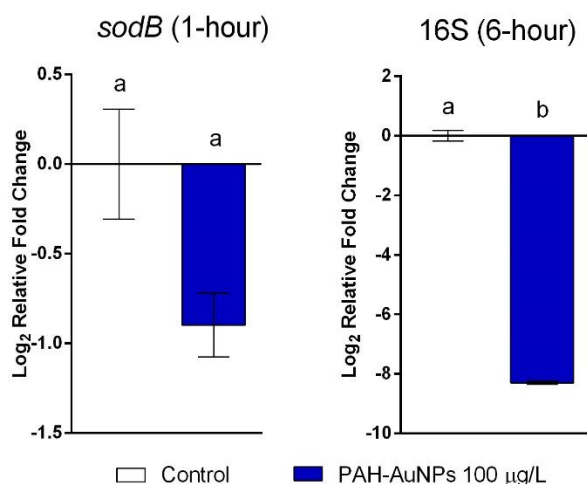 sodB (1-hour)
16S (6-hour)
Log2 Relative Fold Change
0.5
0.0
-0.5
-1.0
-1.5
a
a
Log2 Relative Fold Change
2
0
-2
-4
-6
-8
-10
a
b
Control
PAH-AuNPs 100 µg/L